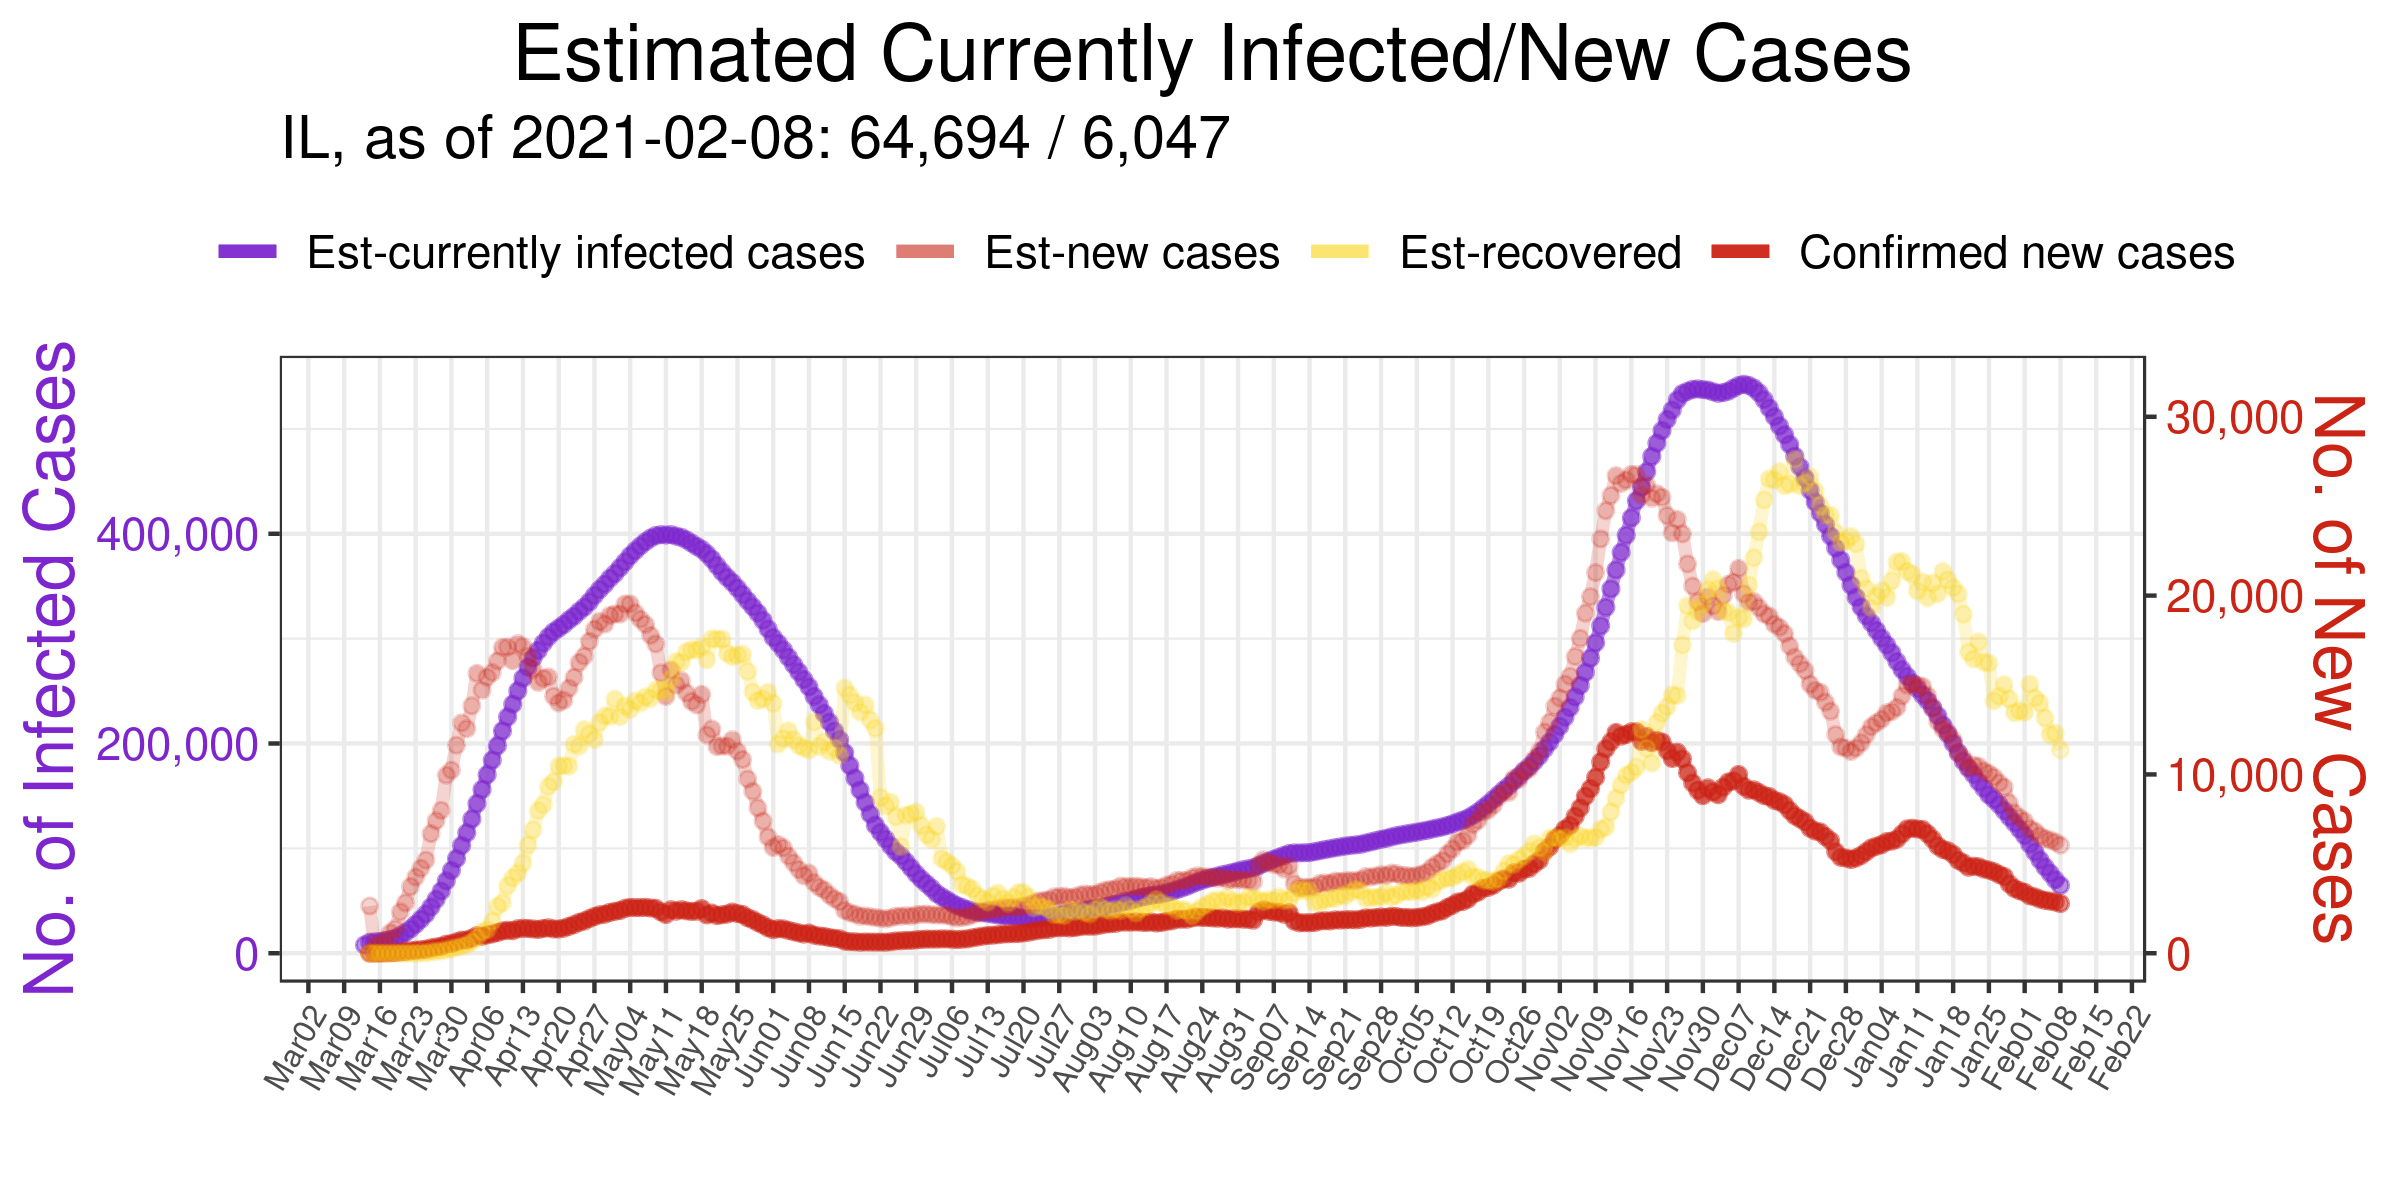 Estimated Currently Infected/New Cases
IL, as of 2021-02-08: 64,694 / 6,047
Est-currently infected cases Est-new cases Est-recovered Confirmed new cases
No. of Infected Cases
400,000
200,000
0
30,000
20,000
10,000
0
No. of New Cases
Mar02 Mar09 Mar16 Mar23 Mar30 Apr06 Apr13 Apr20 Apr27 May04 May11 May18 May25 Jun01 Jun08 Jun15 Jun22 Jun29 Jul06 Jul13 Jul20 Jul27 Aug03 Aug10 Aug17 Aug24 Aug31 Sep07 Sep14 Sep21 Sep28 Oct05 Oct12 Oct19 Oct26 Nov02 Nov09 Nov16 Nov23 Nov30 Dec07 Dec14 Dec21 Dec28 Jan04 Jan11 Jan18 Jan25 Feb01 Feb08 Feb15 Feb22